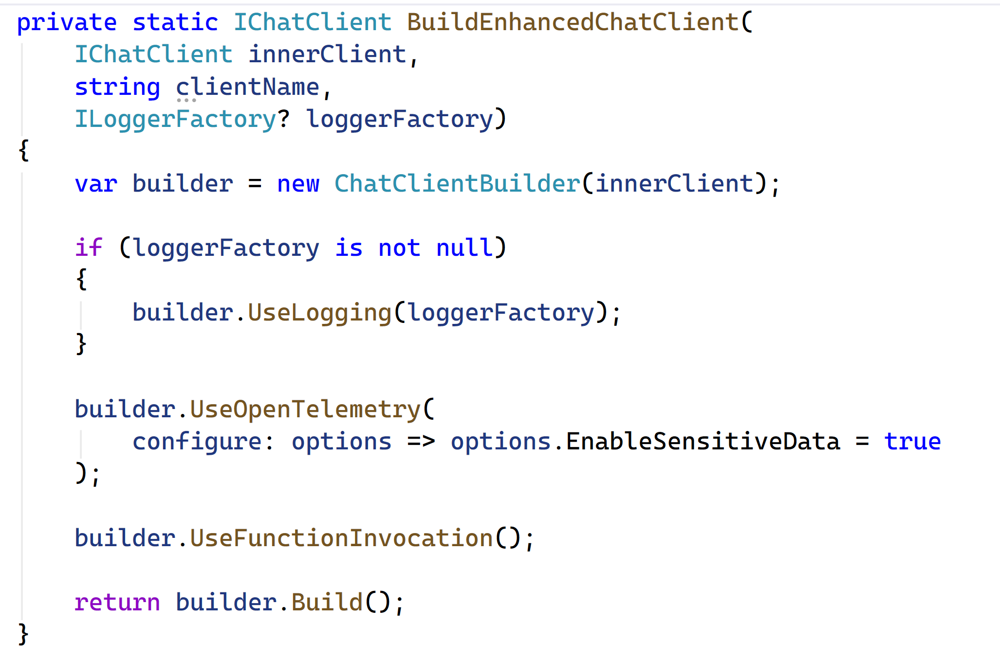 private static IChatClient BuildEnhancedChatClient(
    IChatClient innerClient,
    string clientName,
    ILoggerFactory? loggerFactory)
{
    var builder = new ChatClientBuilder(innerClient);

    if (loggerFactory is not null)
    {
        builder.UseLogging(loggerFactory);
    }

    builder.UseOpenTelemetry(
        configure: options => options.EnableSensitiveData = true
    );

    builder.UseFunctionInvocation();

    return builder.Build();
}